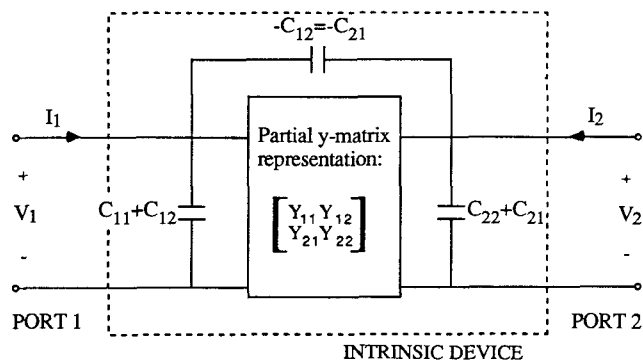 -C12=-C21
I1
I2
Partial y-matrix
representation:
+
V1
-
C11+C12
Y11 Y12
Y21 Y22
C22+C21
+
V2
-
PORT 1
PORT 2
INTRINSIC DEVICE